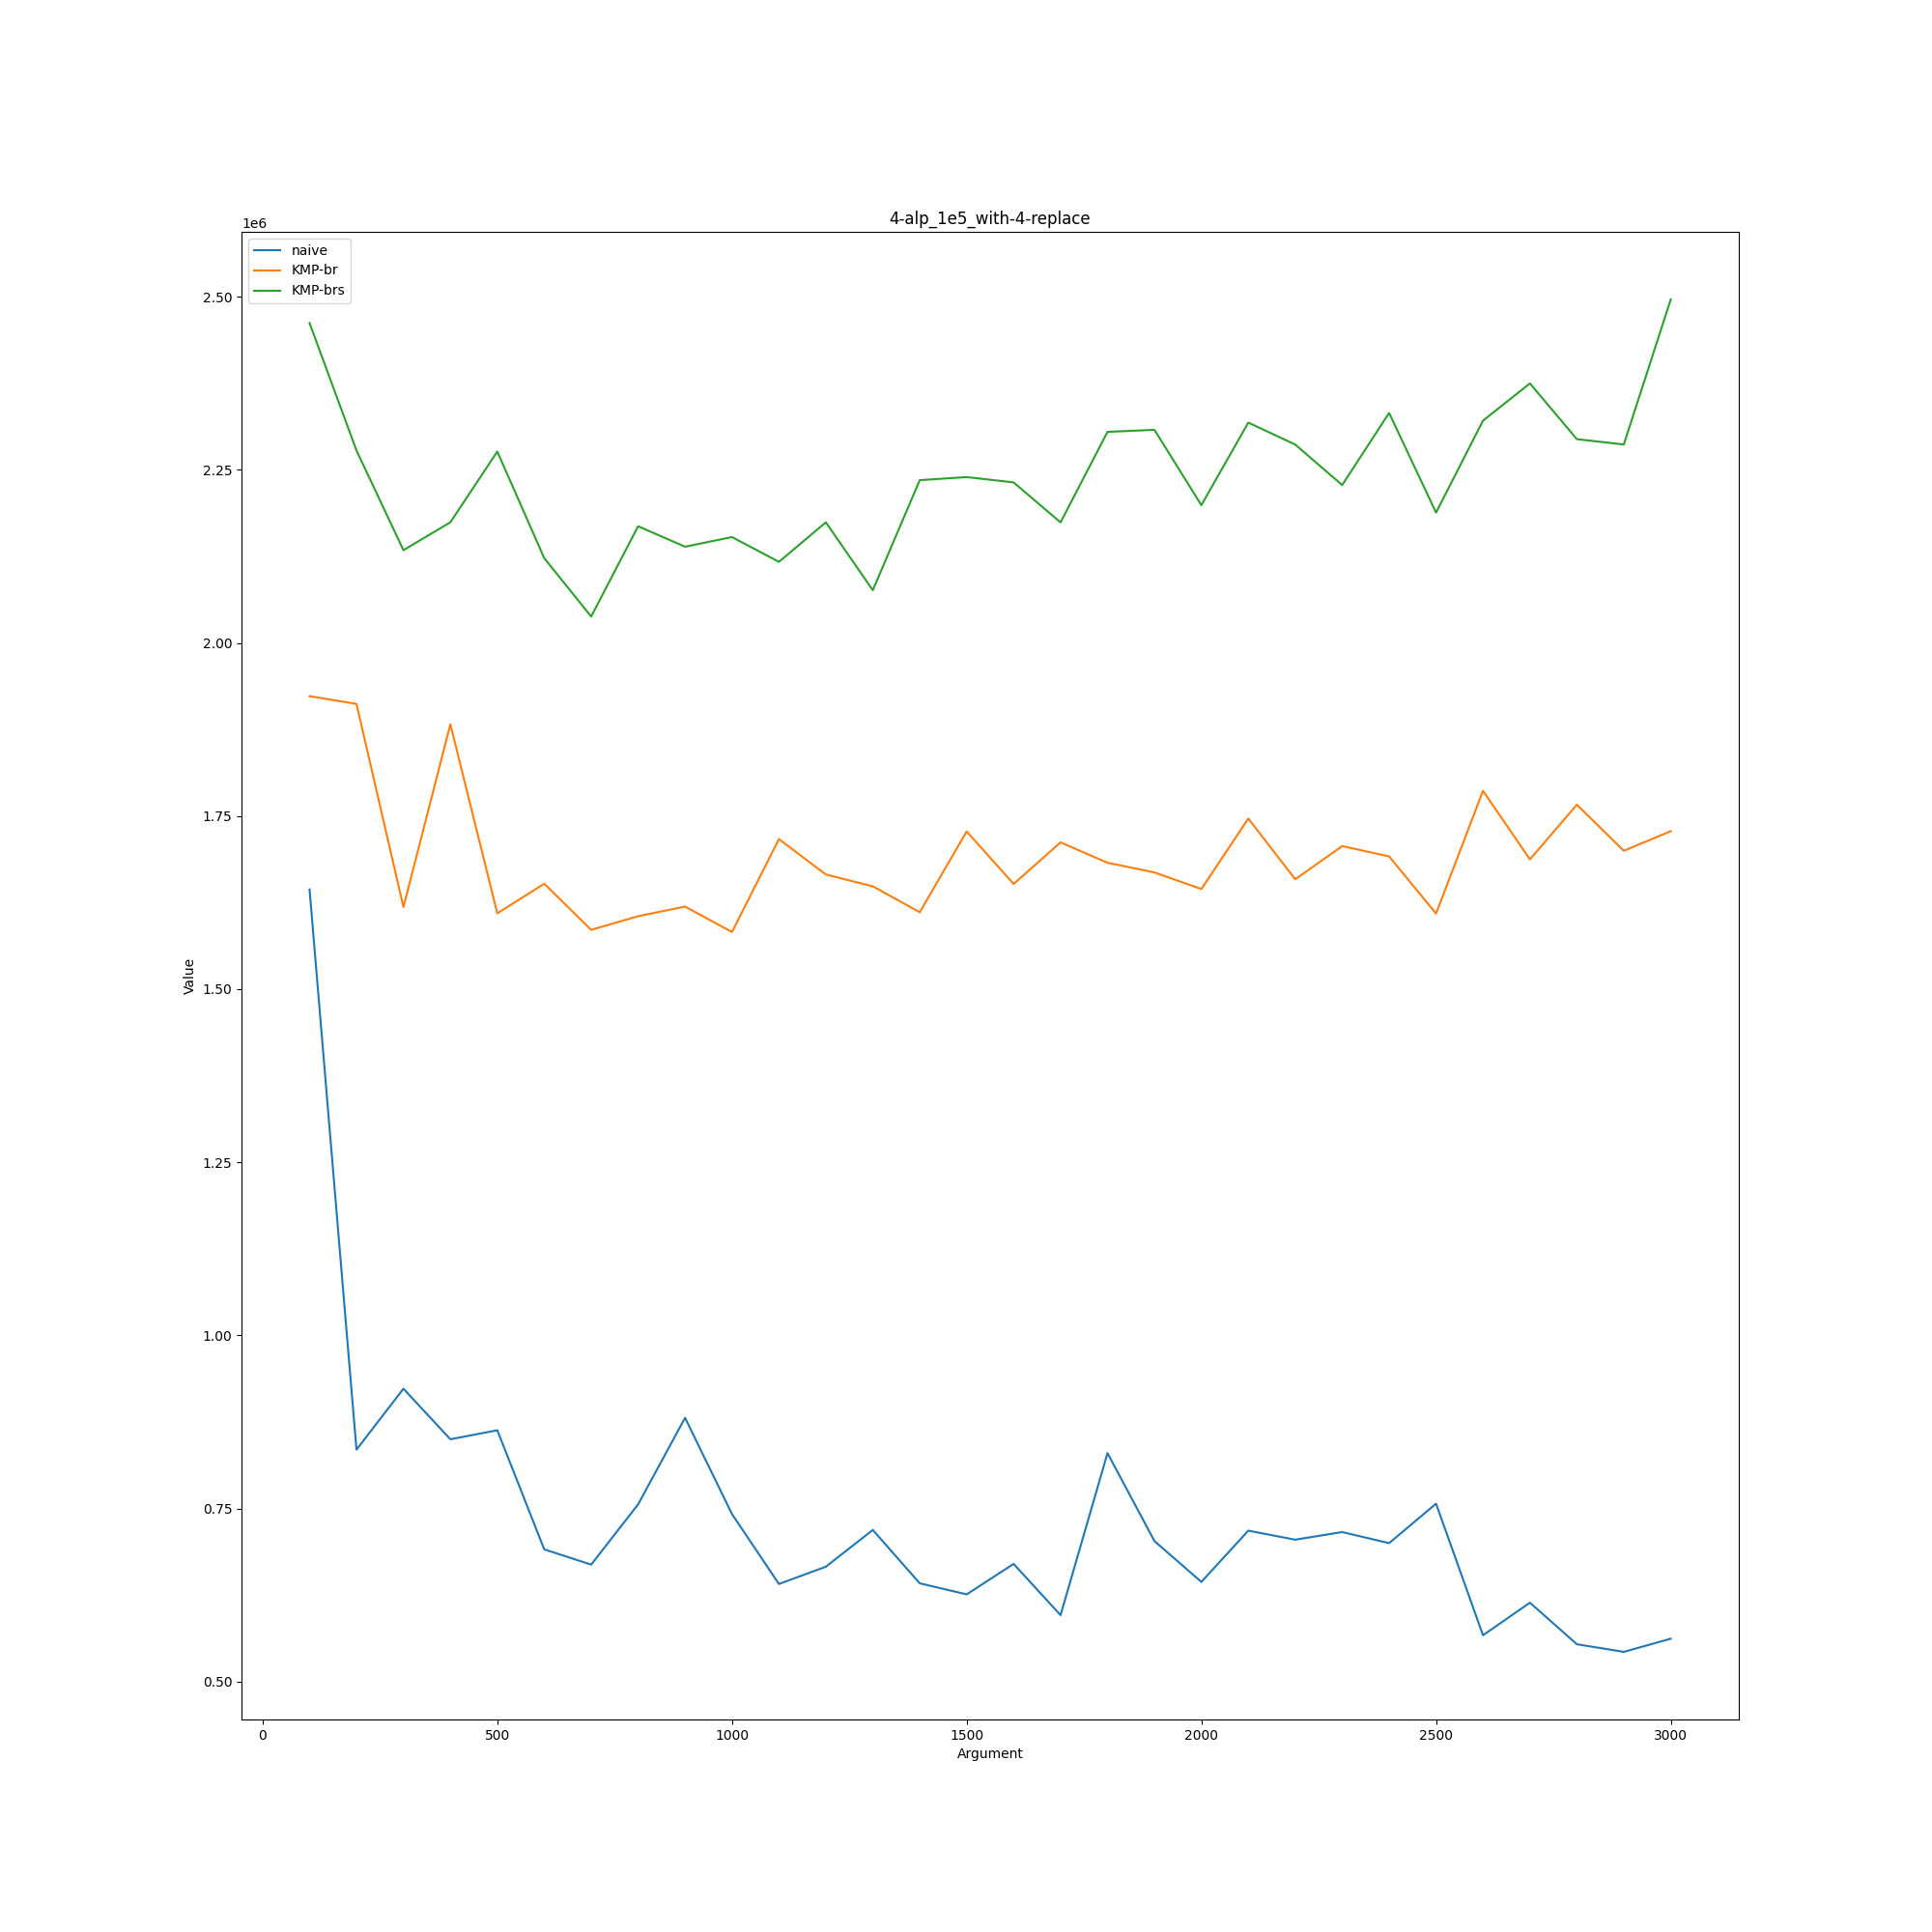 4-alp_1e5_with-4-replace
1e6
naive
KMP-br
KMP-brs
2.50
2.25
2.00
1.75
1.50
1.25
1.00
0.75
0.50
Value
0 500 1000 1500 2000 2500 3000
Argument